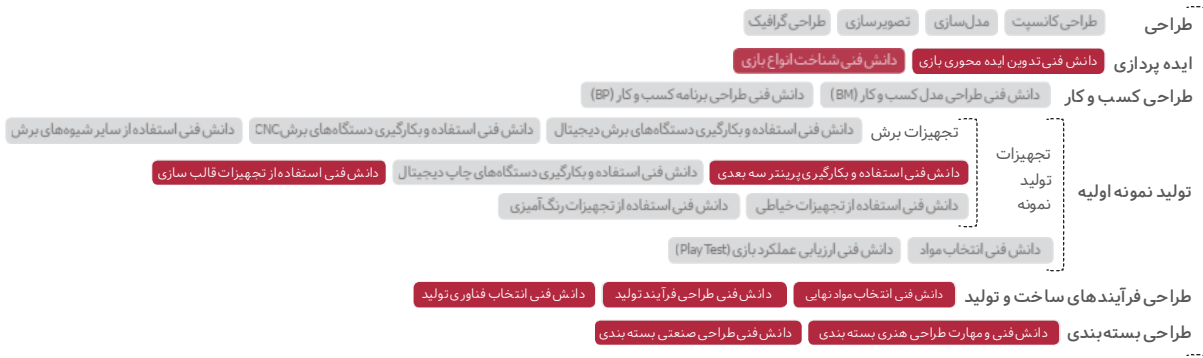 طراحی طراحی کانسپت مدل‌سازی تصویرسازی طراحی گرافیک
ایده پردازی دانش فنی تدوین ایده محوری بازی دانش فنی شناخت انواع بازی
طراحی کسب و کار دانش فنی طراحی مدل کسب و کار (BM) دانش فنی طراحی برنامه کسب و کار (BP)
تولید نمونه اولیه
تجهیزات
تولید
نمونه
تجهیزات برش دانش فنی استفاده و بکارگیری دستگاه‌های برش دیجیتال دانش فنی استفاده و بکارگیری دستگاه‌های برش CNC دانش فنی استفاده از سایر شیوه‌های برش
دانش فنی استفاده و بکارگیری پرینتر سه بعدی دانش فنی استفاده و بکارگیری دستگاه‌های چاپ دیجیتال دانش فنی استفاده از تجهیزات قالب سازی
دانش فنی استفاده از تجهیزات خیاطی دانش فنی استفاده از تجهیزات رنگ‌آمیزی
دانش فنی انتخاب مواد دانش فنی ارزیابی عملکرد بازی (Play Test)
طراحی فرآیندهای ساخت و تولید دانش فنی انتخاب مواد نهایی دانش فنی طراحی فرآیند تولید دانش فنی انتخاب فناوری تولید
طراحی بسته‌بندی دانش فنی و مهارت طراحی هنری بسته بندی دانش فنی طراحی صنعتی بسته بندی